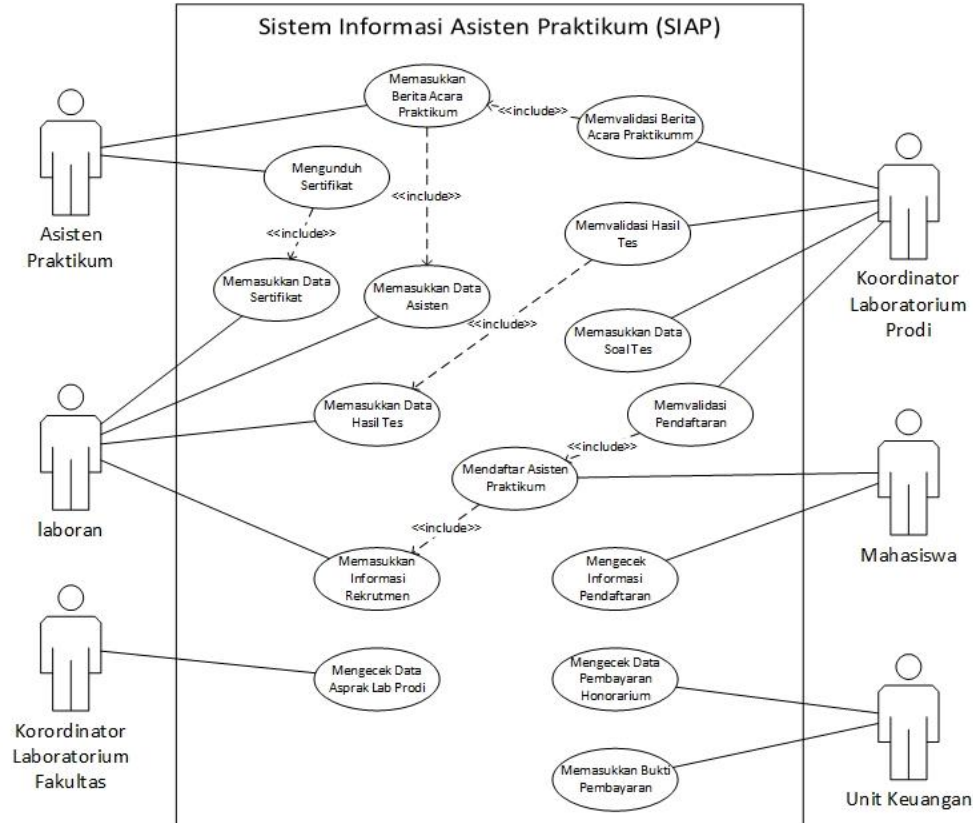 Sistem Informasi Asisten Praktikum (SIAP)
Memasukkan
Berita Acara
Praktikum
<<include>>
Memvalidasi Berita
Acara Praktikumm
Mengunduh
Sertifikat
<<include>>
<<include>>
Asisten
Praktikum
Memvalidasi Hasil
Tes
Koordinator
Laboratorium
Prodi
Memasukkan Data
Sertifikat
Memasukkan Data
Asisten
<<include>>
Memasukkan Data
Soal Tes
Memasukkan Data
Hasil Tes
Memvalidasi
Pendaftaran
<<include>>
Mendaftar Asisten
Praktikum
laboran
<<include>>
Mahasiswa
Memasukkan
Informasi
Rekrutmen
Mengecek
Informasi
Pendaftaran
Mengecek Data
Asprak Lab Prodi
Mengecek Data
Pembayaran
Honorarium
Korordinator
Laboratorium
Fakultas
Memasukkan Bukti
Pembayaran
Unit Keuangan